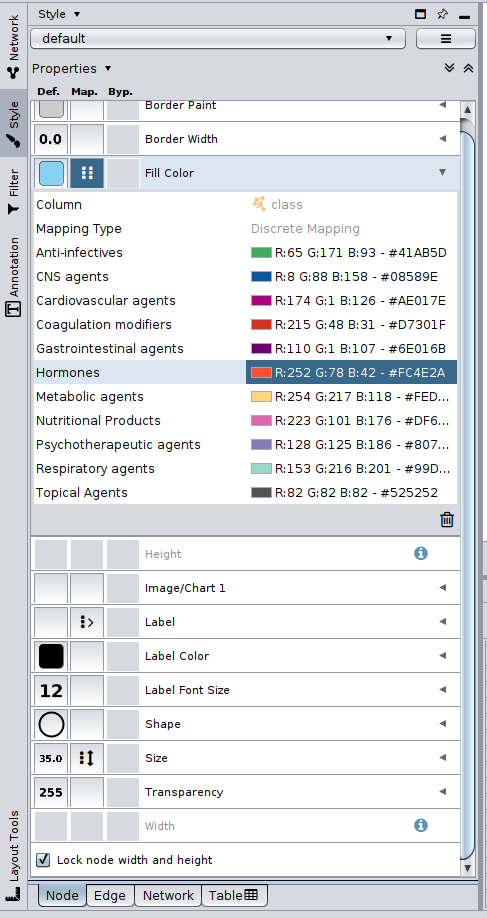 Network
Style
Filter
Annotation
Layout Tools
Style
default
Properties
Def. Map. Byp.
Border Paint
0.0 Border Width
Fill Color
Column class
Mapping Type Discrete Mapping
Anti-infectives R:65 G:171 B:93 - #41AB5D
CNS agents R:8 G:88 B:158 - #08589E
Cardiovascular agents R:174 G:1 B:126 - #AE017E
Coagulation modifiers R:215 G:48 B:31 - #D7301F
Gastrointestinal agents R:110 G:1 B:107 - #6E016B
Hormones R:252 G:78 B:42 - #FC4E2A
Metabolic agents R:254 G:217 B:118 - #FED...
Nutritional Products R:223 G:101 B:176 - #DF6...
Psychotherapeutic agents R:128 G:125 B:186 - #807...
Respiratory agents R:153 G:216 B:201 - #99D...
Topical Agents R:82 G:82 B:82 - #525252
Height
Image/Chart 1
Label
Label Color
12 Label Font Size
Shape
35.0 Size
255 Transparency
Width
Lock node width and height
Node Edge Network Table